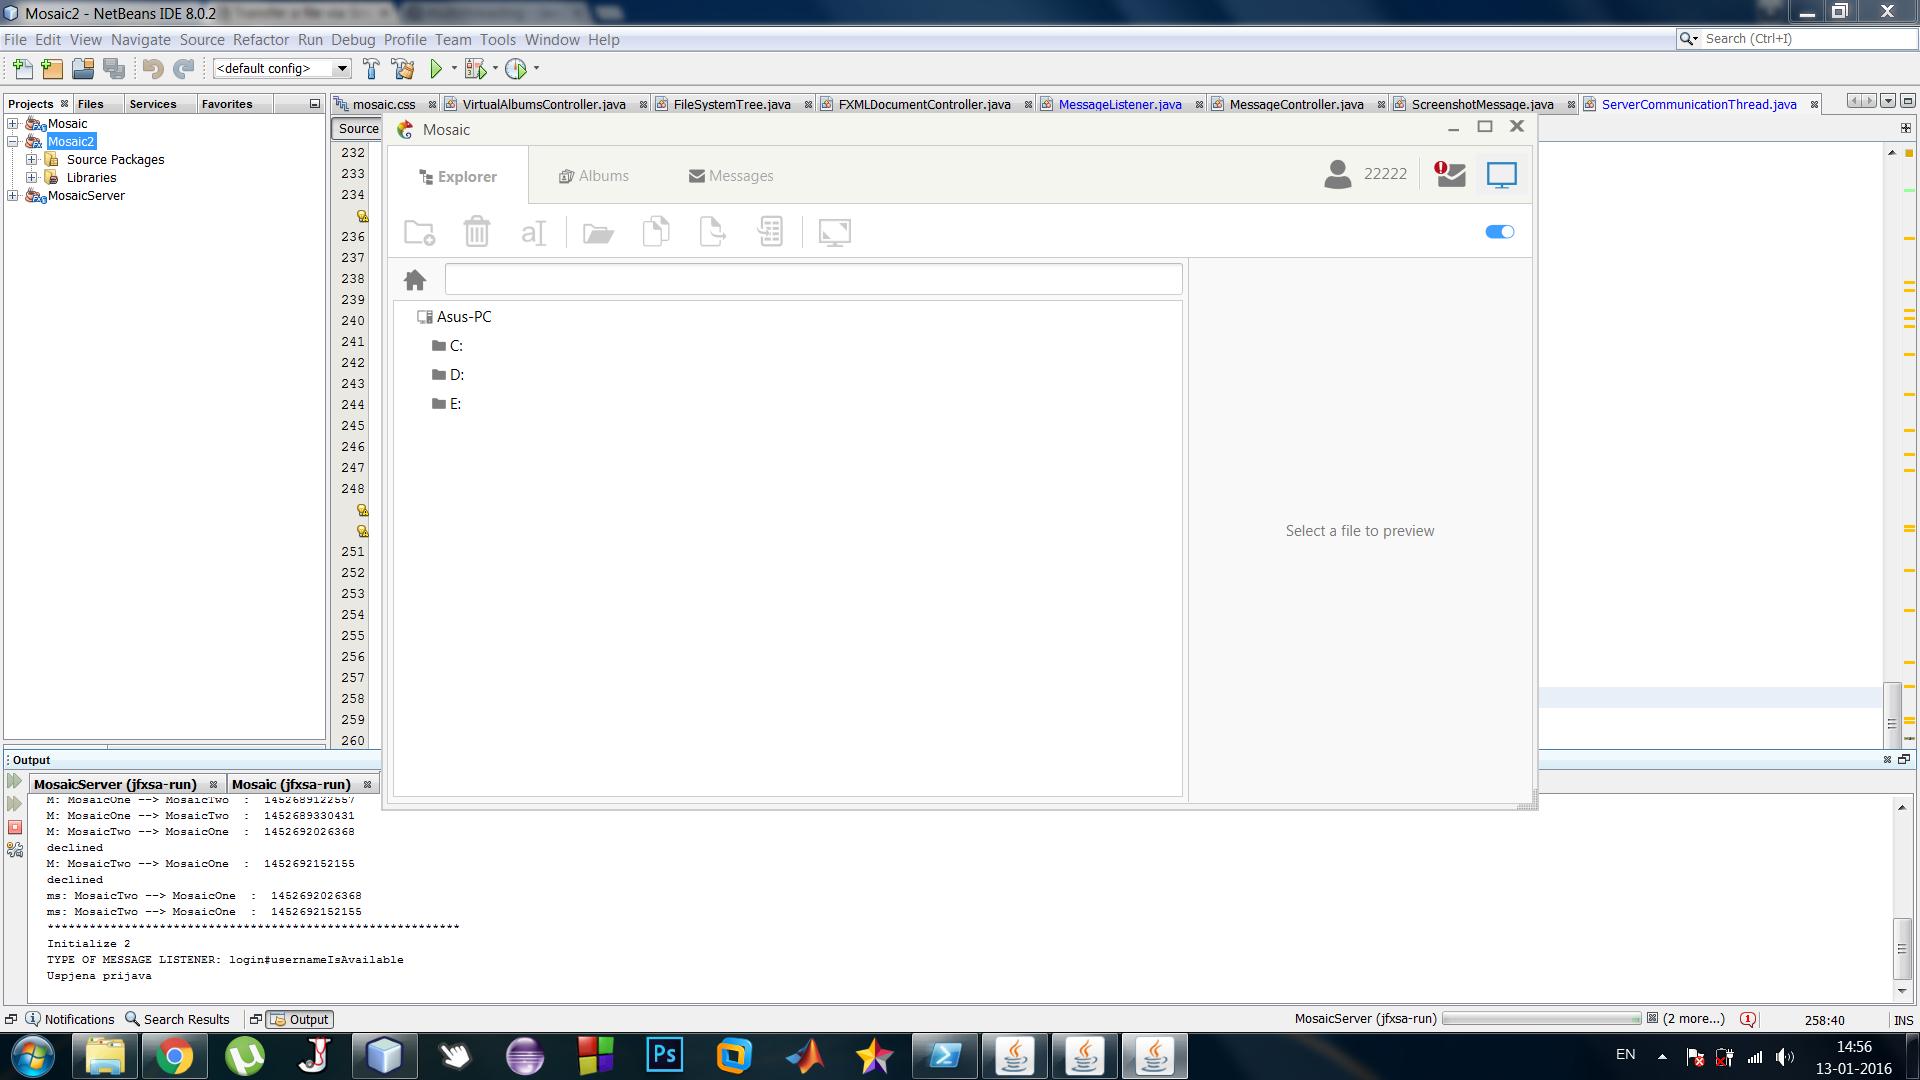 Mosaic2 - NetBeans IDE 8.0.2
File Edit View Navigate Source Refactor Run Debug Profile Team Tools Window Help
Search (Ctrl+I)
<default config>
Projects Files Services Favorites
mosaic.css VirtualAlbumsController.java FileSystemTree.java FXMLDocumentController.java MessageListener.java MessageController.java ScreenshotMessage.java ServerCommunicationThread.java
Mosaic
Mosaic2
Source Packages
Libraries
MosaicServer
Source
232
233
234
236
237
238
239
240
241
242
243
244
245
246
247
248
251
252
253
254
255
256
257
258
259
260
Mosaic
Explorer Albums Messages 22222
Asus-PC
C:
D:
E:
Select a file to preview
Output
MosaicServer (jfxsa-run) Mosaic (jfxsa-run)
M: MosaicOne --> MosaicTwo : 1452689122557
M: MosaicOne --> MosaicTwo : 1452689330431
M: MosaicTwo --> MosaicOne : 1452692026368
declined
M: MosaicTwo --> MosaicOne : 1452692152155
declined
ms: MosaicTwo --> MosaicOne : 1452692026368
ms: MosaicTwo --> MosaicOne : 1452692152155
***********************************************************
Initialize 2
TYPE OF MESSAGE LISTENER: login#usernameIsAvailable
Uspjena prijava
Notifications Search Results Output
MosaicServer (jfxsa-run) (2 more...) 258:40 INS
Ps
EN
14:56
13-01-2016